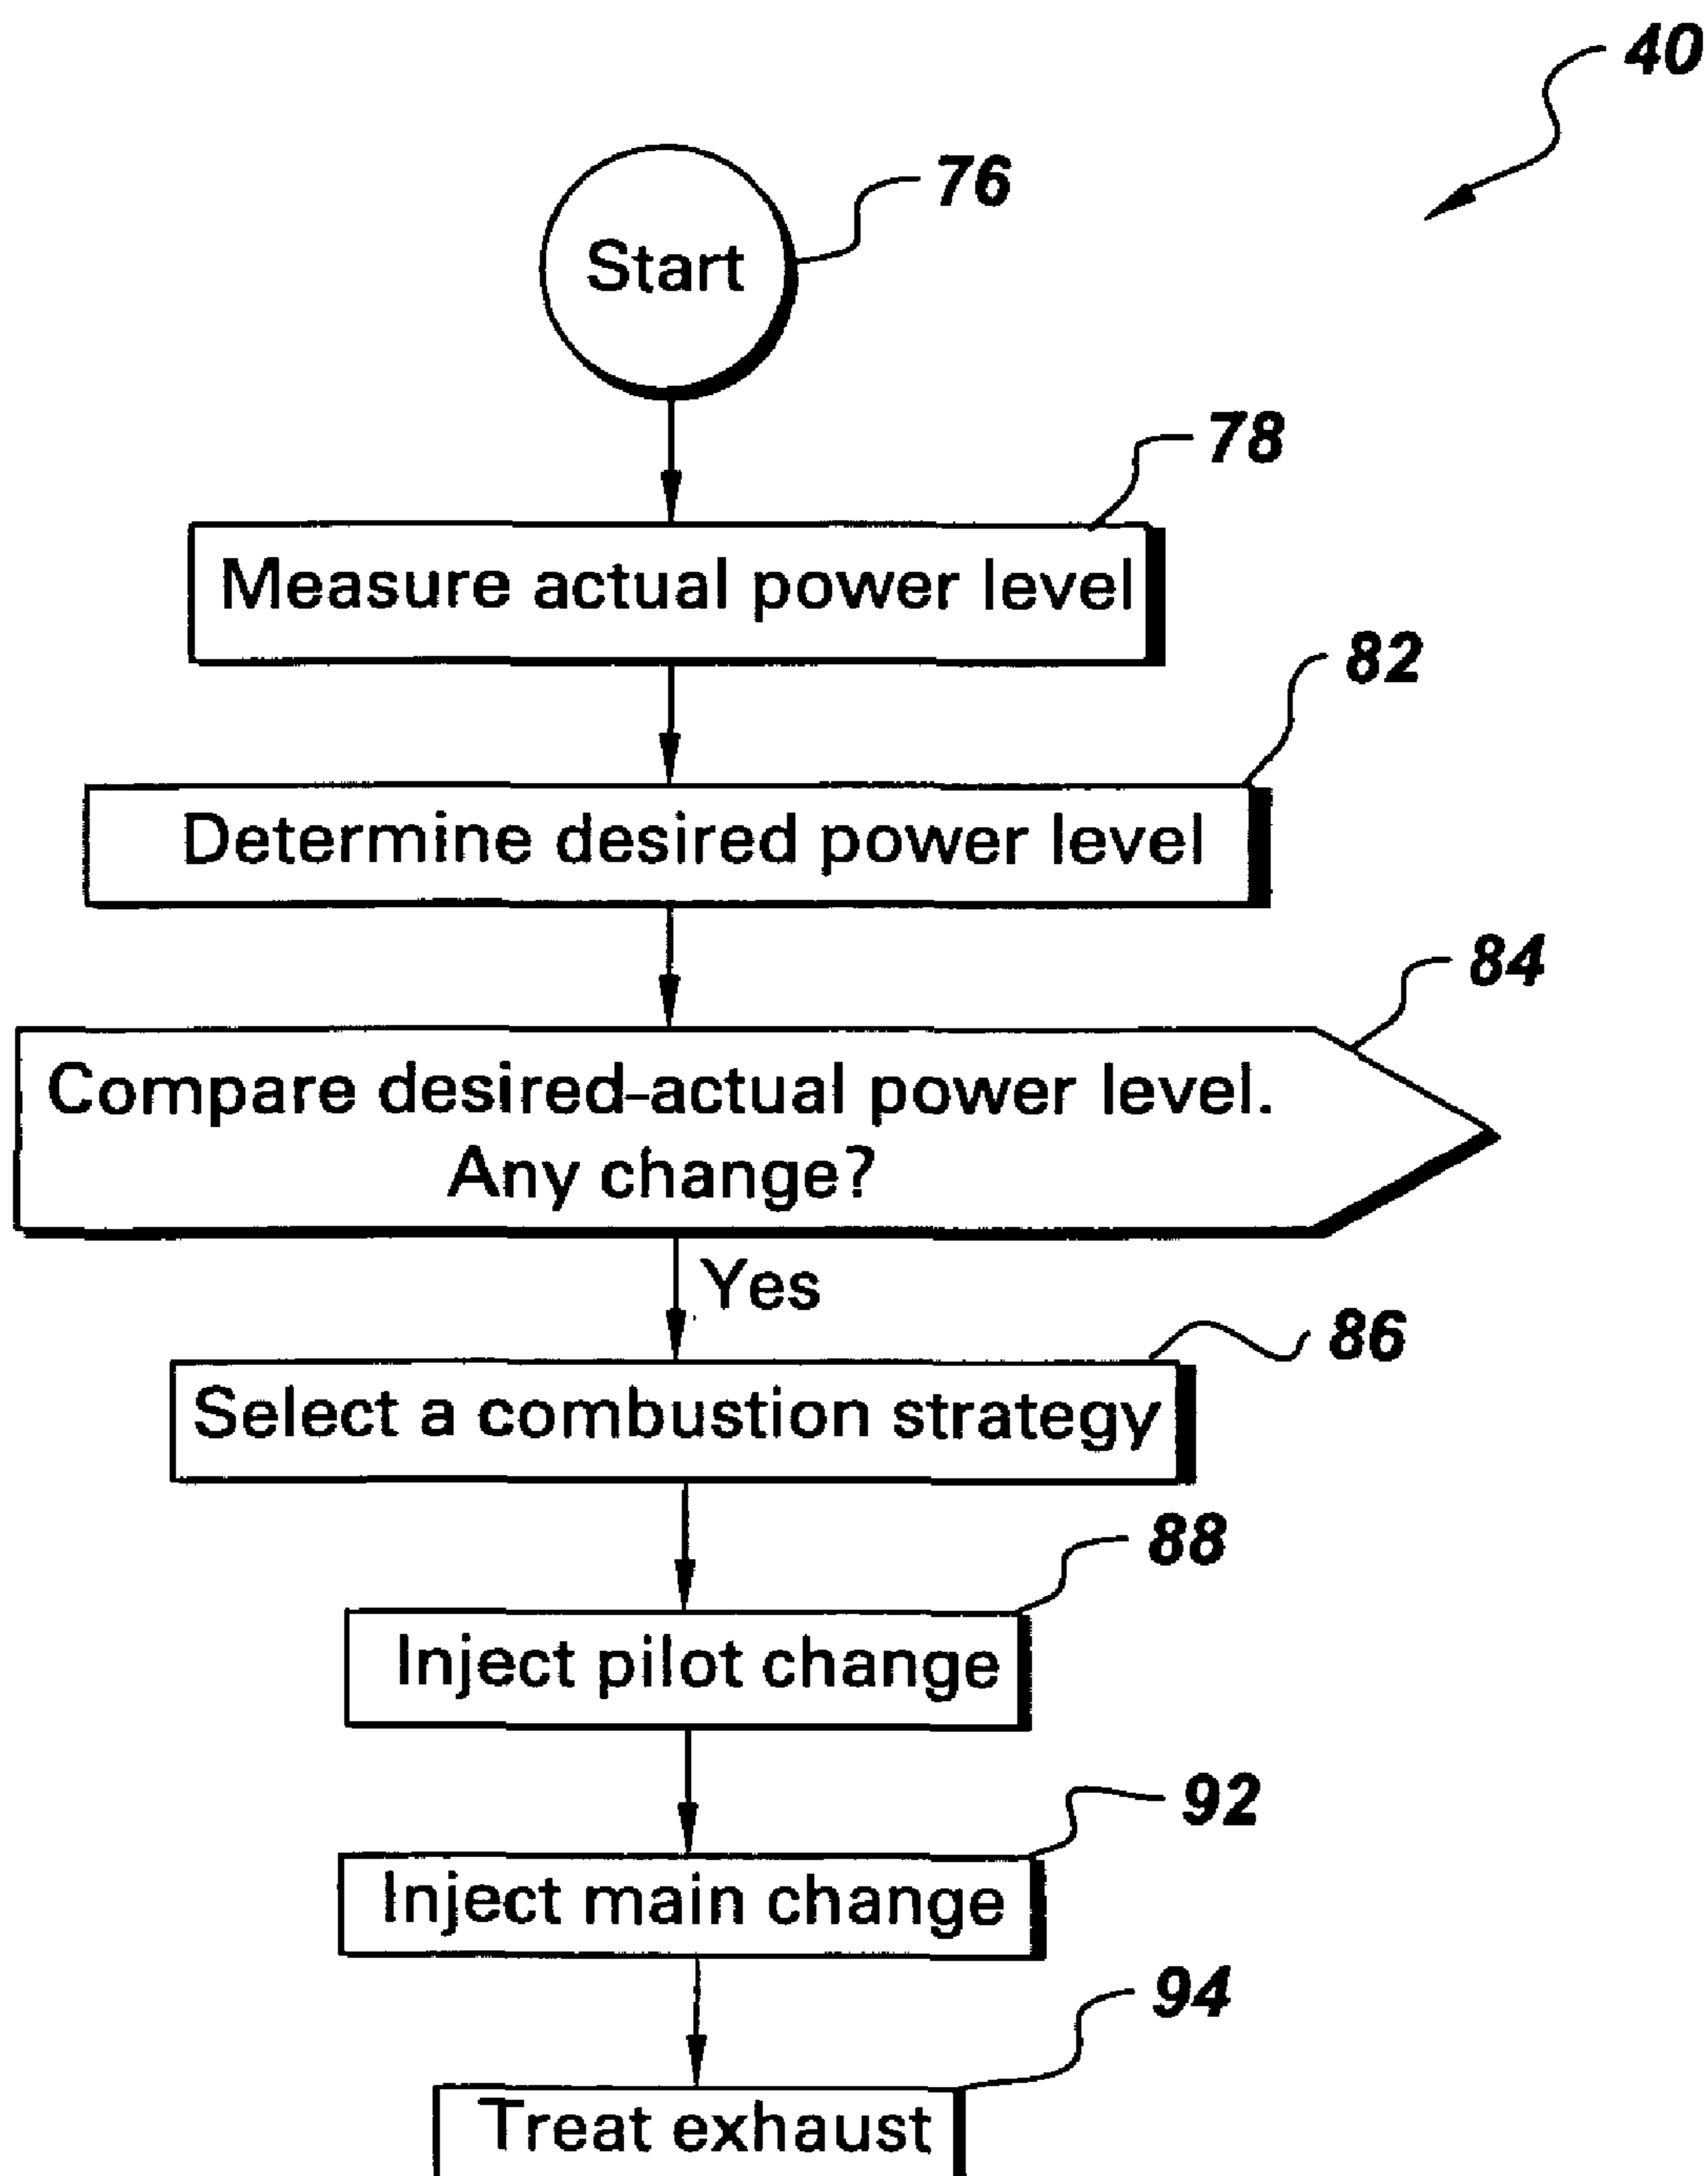 40
76
Start
78
Measure actual power level
82
Determine desired power level
84
Compare desired-actual power level.
Any change?
Yes
86
Select a combustion strategy
88
Inject pilot change
92
Inject main change
94
Treat exhaust